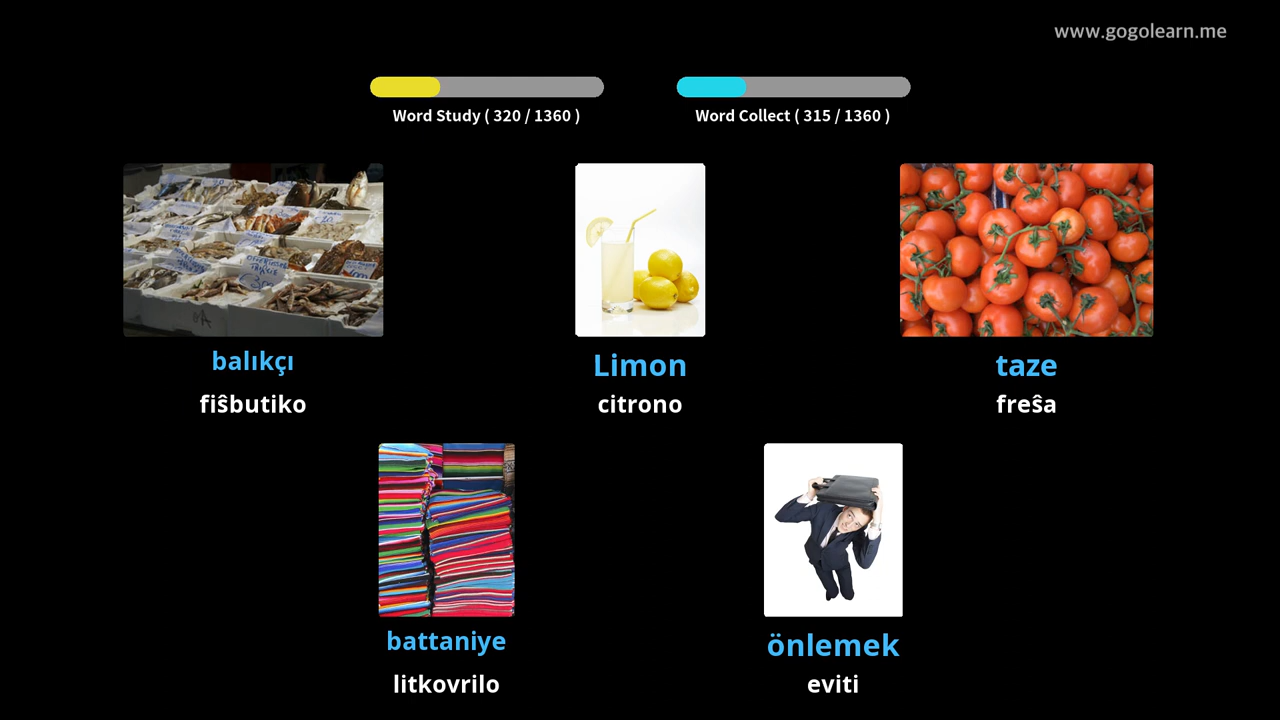 www.gogolearn.me
Word Study ( 320 / 1360 )
Word Collect ( 315 / 1360 )
balıkçı
fiŝbutiko
Limon
citrono
taze
freŝa
battaniye
litkovrilo
önlemek
eviti